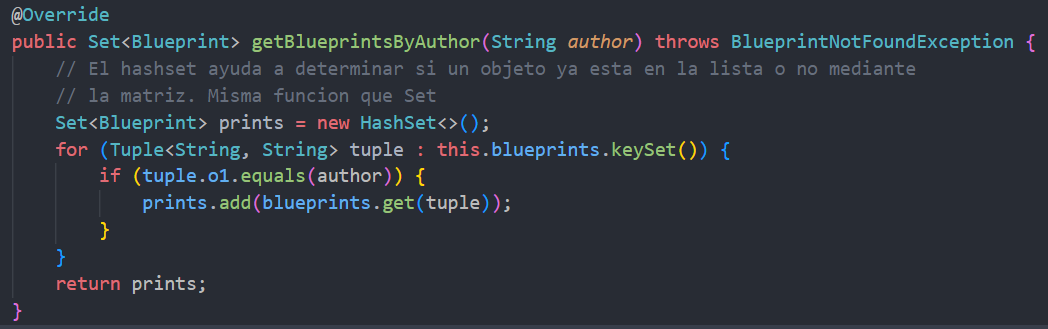 @Override
public Set<Blueprint> getBlueprintsByAuthor(String author) throws BlueprintNotFoundException {
    // El hashset ayuda a determinar si un objeto ya esta en la lista o no mediante
    // la matriz. Misma funcion que Set
    Set<Blueprint> prints = new HashSet<>();
    for (Tuple<String, String> tuple : this.blueprints.keySet()) {
        if (tuple.o1.equals(author)) {
            prints.add(blueprints.get(tuple));
        }
    }
    return prints;
}